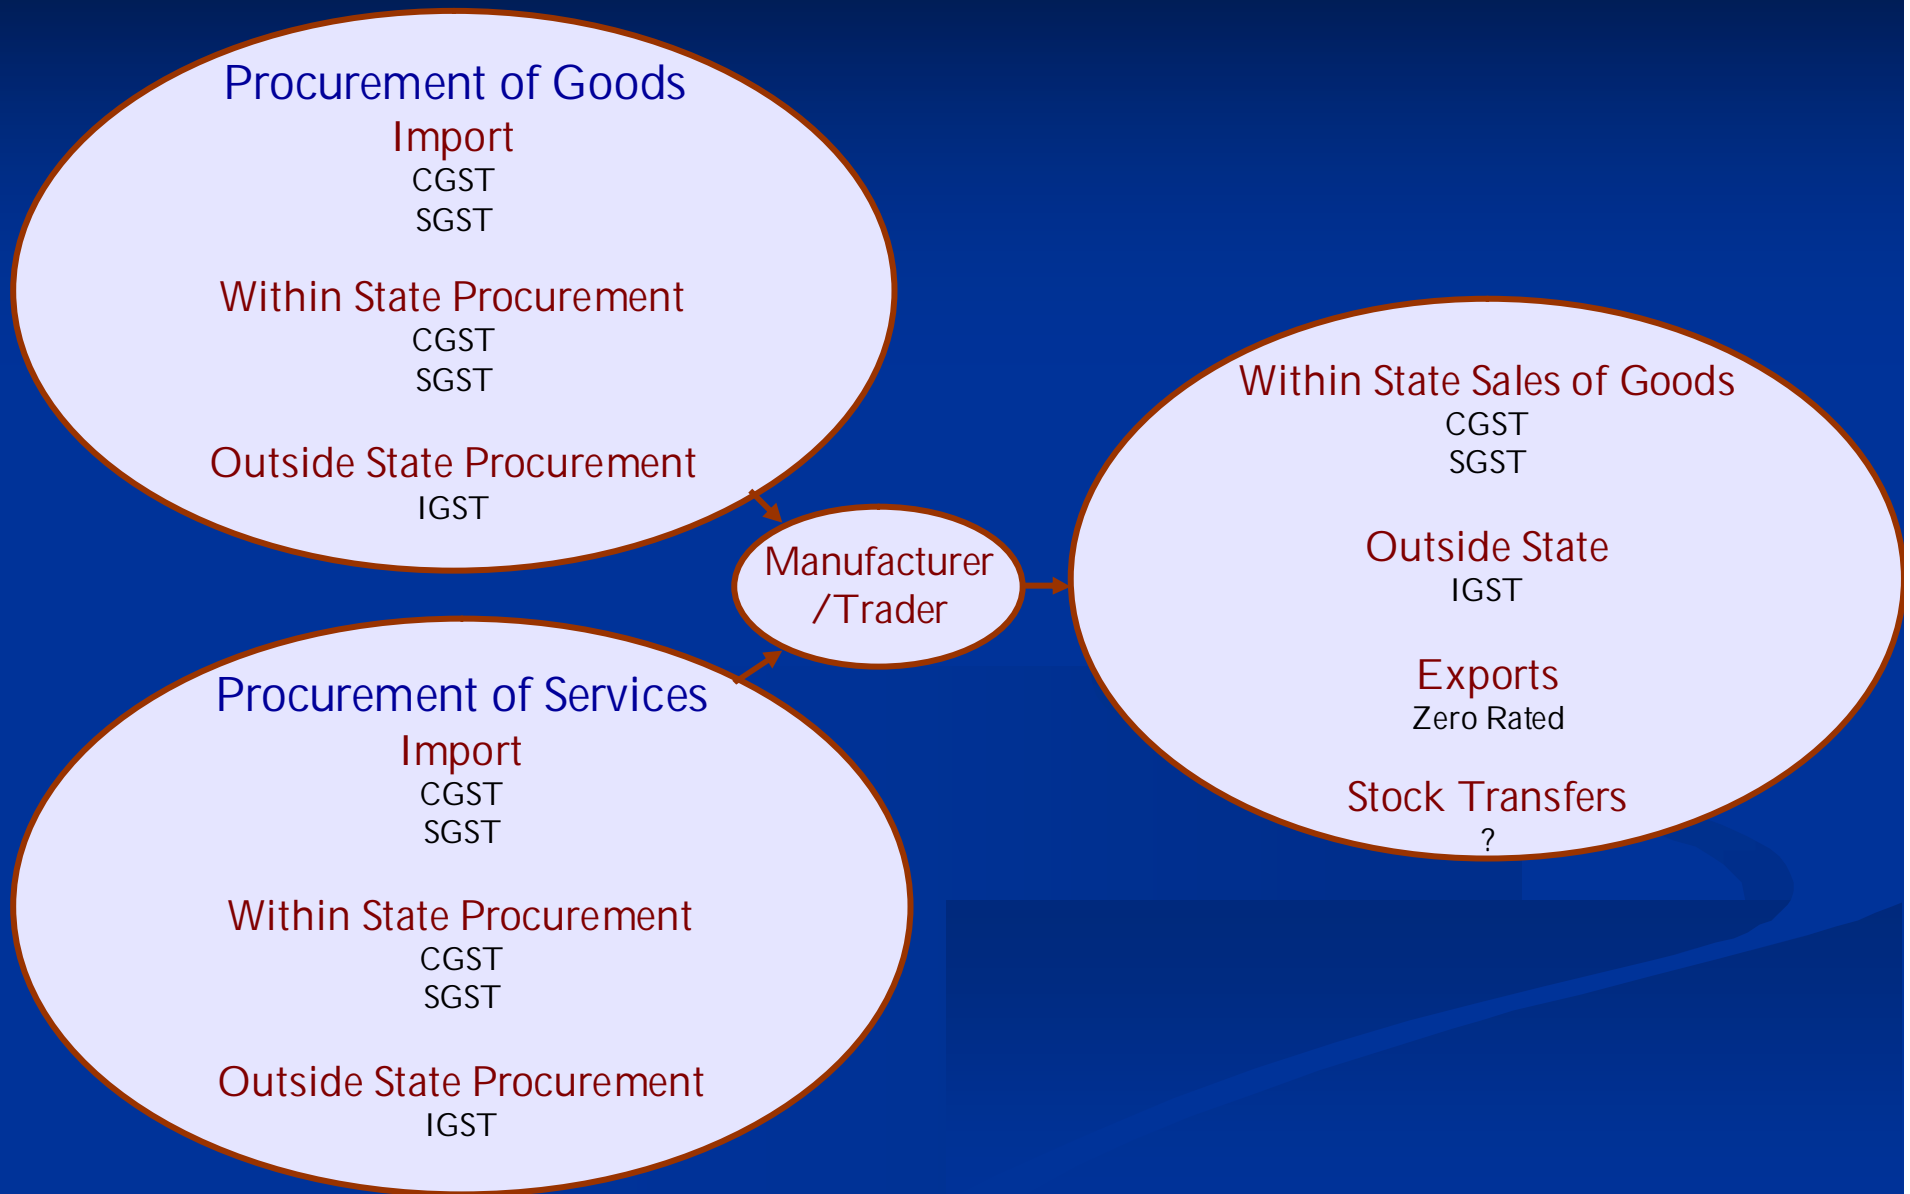 Procurement of Goods
Import
CGST
SGST
Within State Procurement
CGST
SGST
Outside State Procurement
IGST
Procurement of Services
Import
CGST
SGST
Within State Procurement
CGST
SGST
Outside State Procurement
IGST
Manufacturer
/Trader
Within State Sales of Goods
CGST
SGST
Outside State
IGST
Exports
Zero Rated
Stock Transfers
?